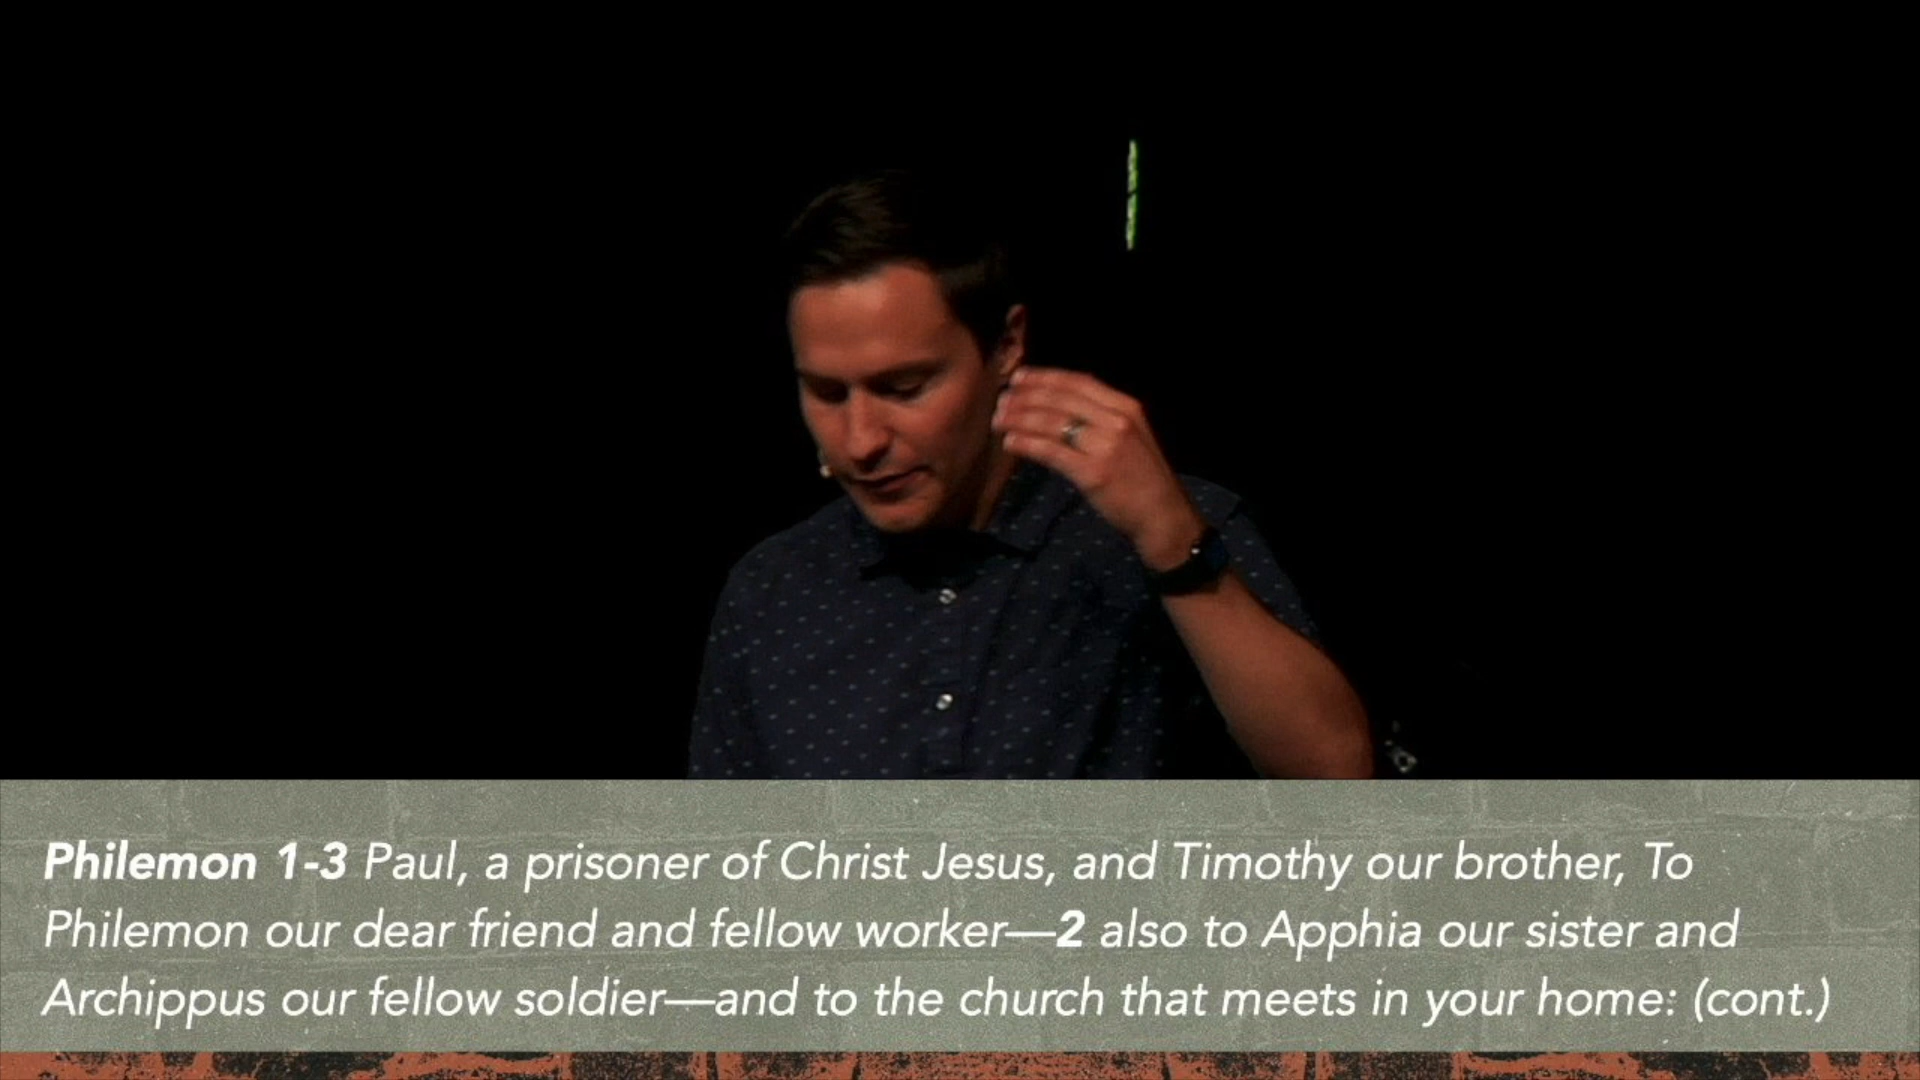 Philemon 1-3 Paul, a prisoner of Christ Jesus, and Timothy our brother, To
Philemon our dear friend and fellow worker—2 also to Apphia our sister and
Archippus our fellow soldier—and to the church that meets in your home: (cont.)